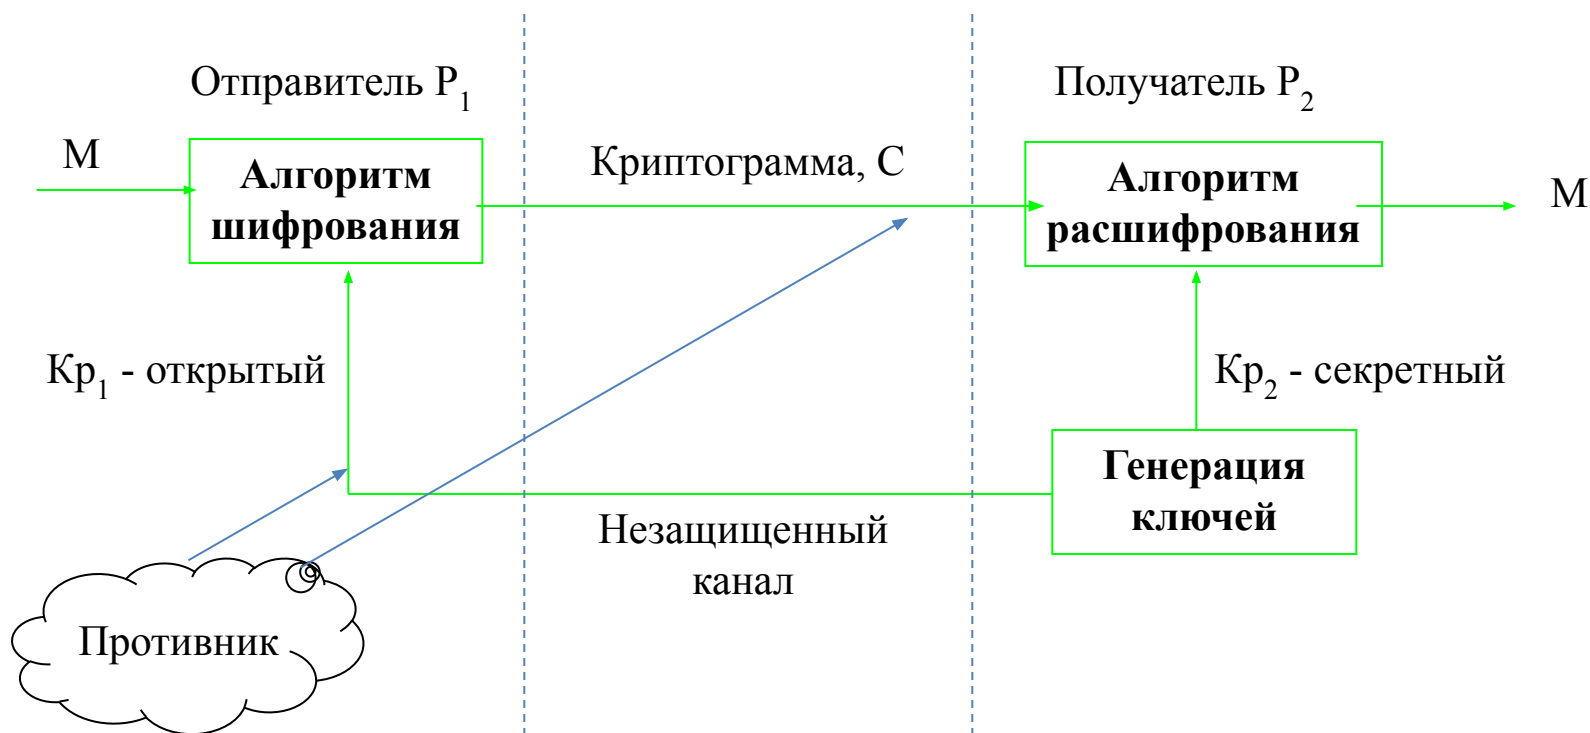 Отправитель P₁
Получатель P₂
М
Алгоритм
шифрования
Криптограмма, С
Алгоритм
расшифрования
М
Кр₁ - открытый
Кр₂ - секретный
Генерация
ключей
Незащищенный
канал
Противник